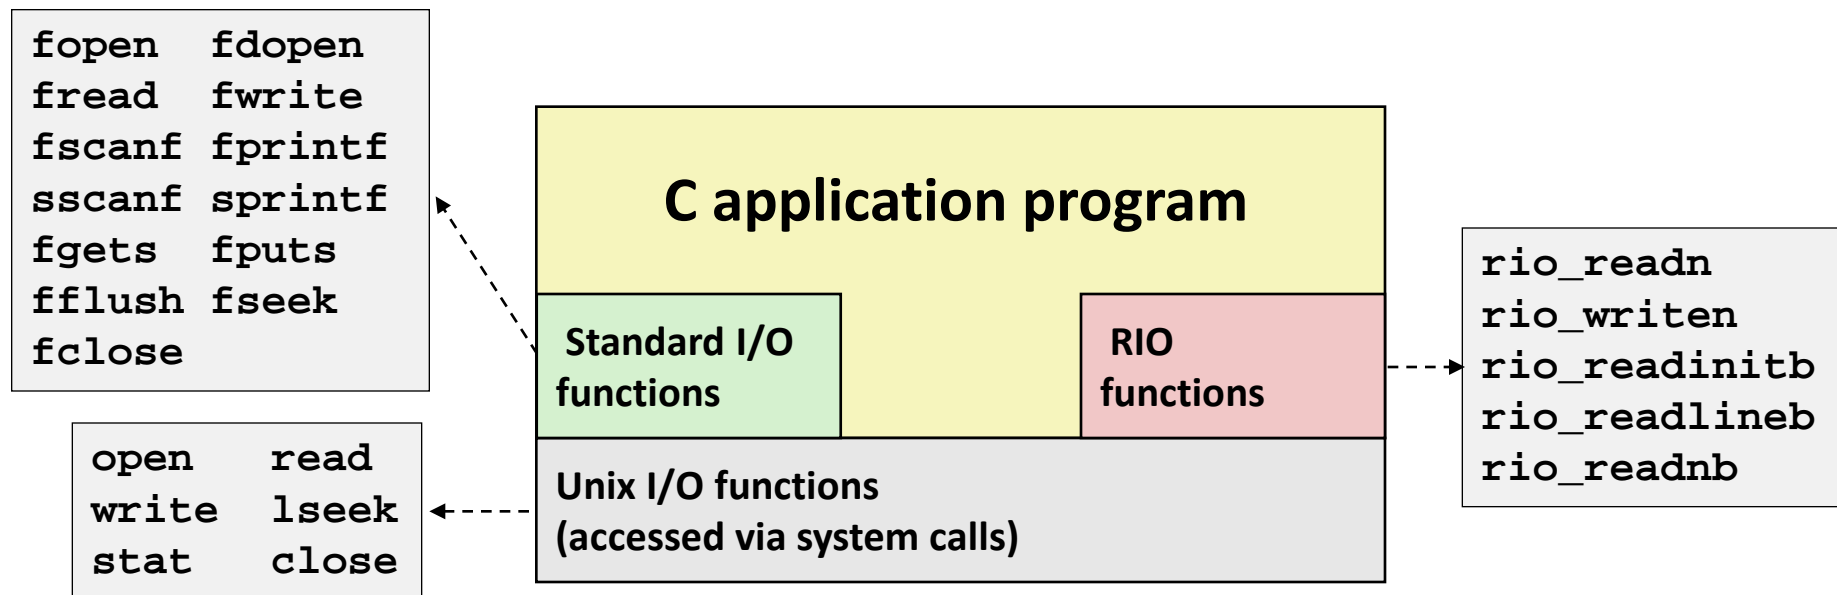 fopen fdopen
fread fwrite
fscanf fprintf
sscanf sprintf
fgets fputs
fflush fseek
fclose
C application program
Standard I/O
functions
RIO
functions
rio_readn
rio_writen
rio_readinitb
rio_readlineb
rio_readnb
open read
write lseek
stat close
Unix I/O functions
(accessed via system calls)